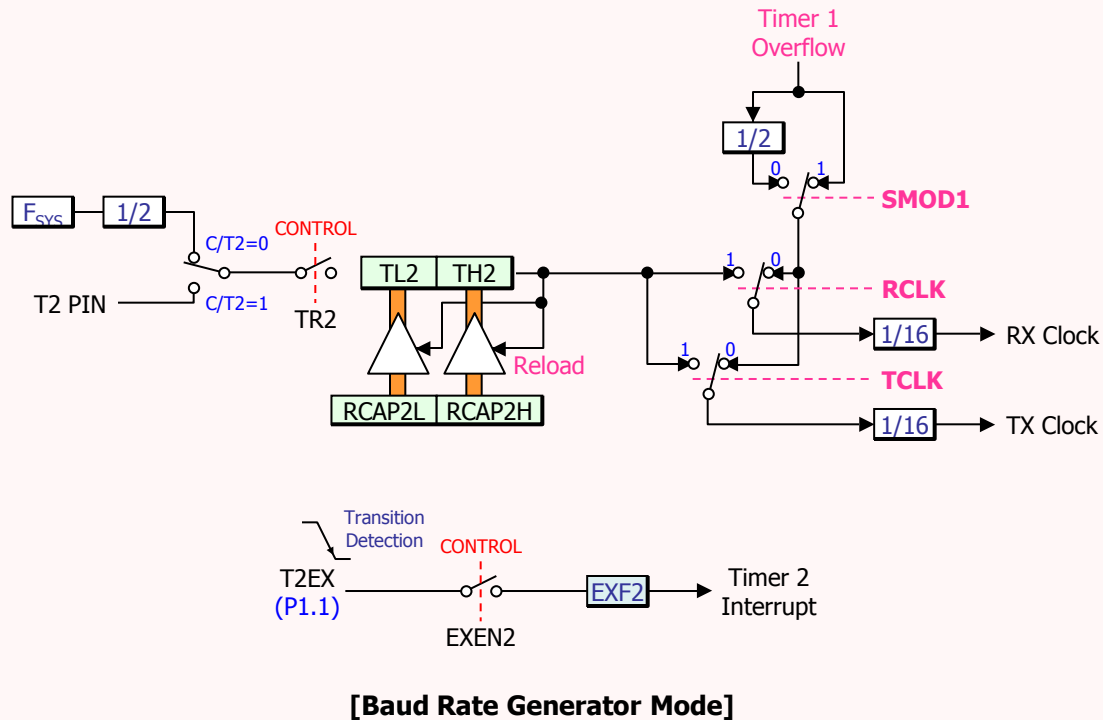 Timer 1
Overflow
1/2
0
1
SMOD1
F_SYS
1/2
C/T2=0
CONTROL
TL2
TH2
1
0
RCLK
T2 PIN
C/T2=1
TR2
1/16
RX Clock
Reload
1
0
TCLK
RCAP2L
RCAP2H
1/16
TX Clock
Transition
Detection
CONTROL
T2EX
(P1.1)
EXF2
Timer 2
Interrupt
EXEN2
[Baud Rate Generator Mode]